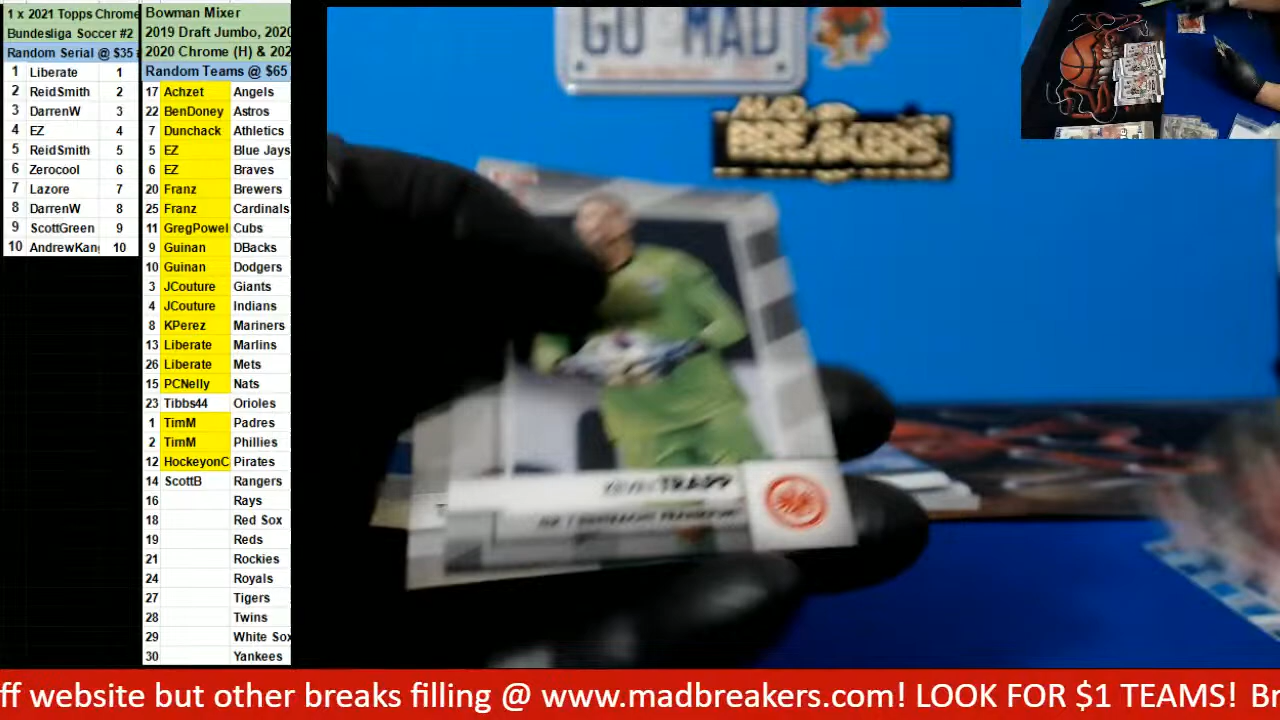 1 x 2021 Topps Chrome
Bundesliga Soccer #2
Random Serial @ $35
1 Liberate 1
2 ReidSmith 2
3 DarrenW 3
4 EZ 4
5 ReidSmith 5
6 Zerocool 6
7 Lazore 7
8 DarrenW 8
9 ScottGreen 9
10 AndrewKang 10
Bowman Mixer
2019 Draft Jumbo, 2020
2020 Chrome (H) & 202
Random Teams @ $65
17 Achzet Angels
22 BenDoney Astros
7 Dunchack Athletics
5 EZ Blue Jays
6 EZ Braves
20 Franz Brewers
25 Franz Cardinals
11 GregPowel Cubs
9 Guinan DBacks
10 Guinan Dodgers
3 JCouture Giants
4 JCouture Indians
8 KPerez Mariners
13 Liberate Marlins
26 Liberate Mets
15 PCNelly Nats
23 Tibbs44 Orioles
1 TimM Padres
2 TimM Phillies
12 HockeyonC Pirates
14 ScottB Rangers
16 Rays
18 Red Sox
19 Reds
21 Rockies
24 Royals
27 Tigers
28 Twins
29 White Sox
30 Yankees
GO MAD
MAD
BREAKERS
KEVIN TRAPP
GK / EINTRACHT FRANKFURT
ff website but other breaks filling @ www.madbreakers.com! LOOK FOR $1 TEAMS! Br